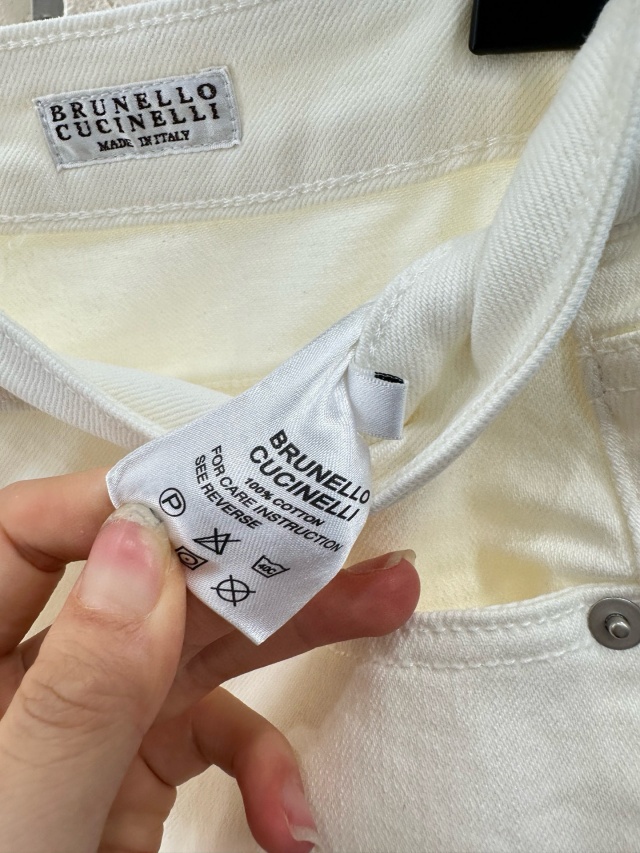 BRUNELLO
CUCINELLI
MADE IN ITALY
BRUNELLO
CUCINELLI
100% COTTON
FOR CARE INSTRUCTION
SEE REVERSE
P
40C